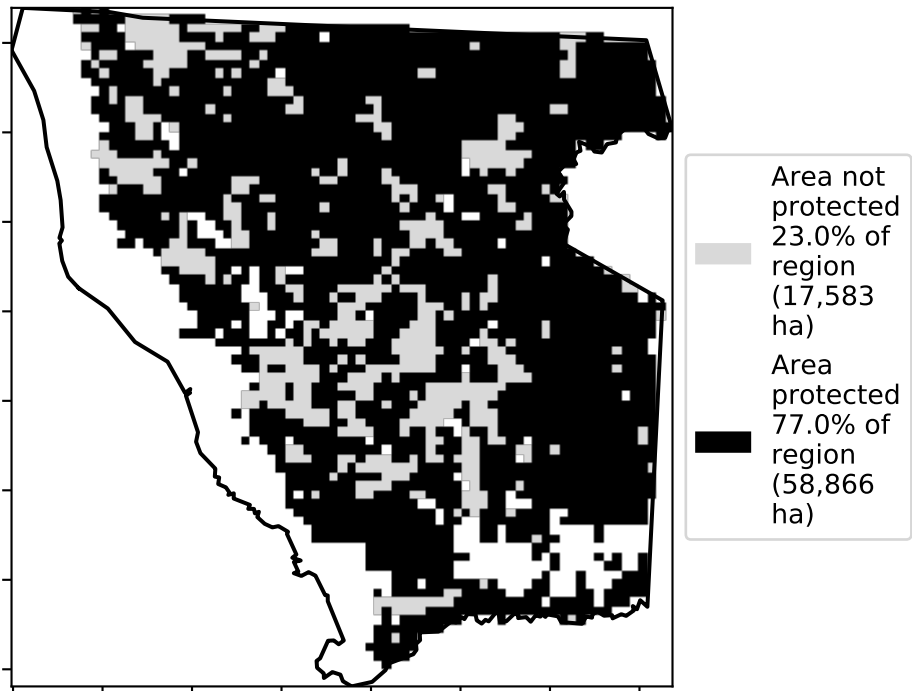 Area not
protected
23.0% of
region
(17,583
ha)
Area
protected
77.0% of
region
(58,866
ha)